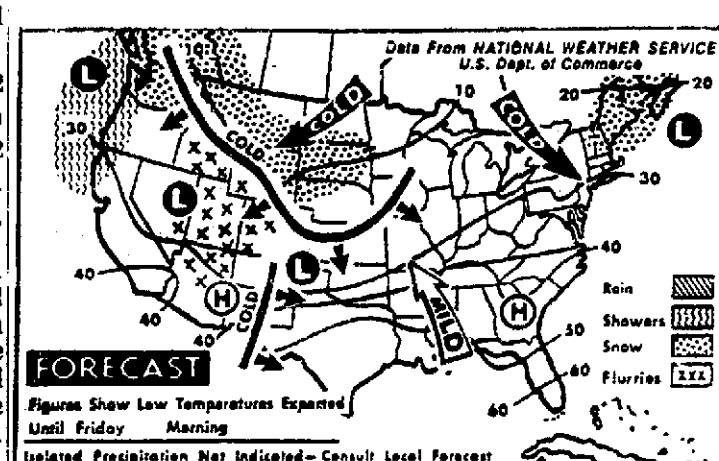 Data From NATIONAL WEATHER SERVICE
U.S. Dept. of Commerce
10
10
20
20
L
COLD
COLD
L
30
COLD
30
L
40
40
L
H
H
40
40
COLD
MILD
50
60
60
Rain
Showers
Snow
Flurries
XXX
FORECAST
Figures Show Low Temperatures Expected
Until Friday Morning
Isolated Precipitation Not Indicated – Consult Local Forecast